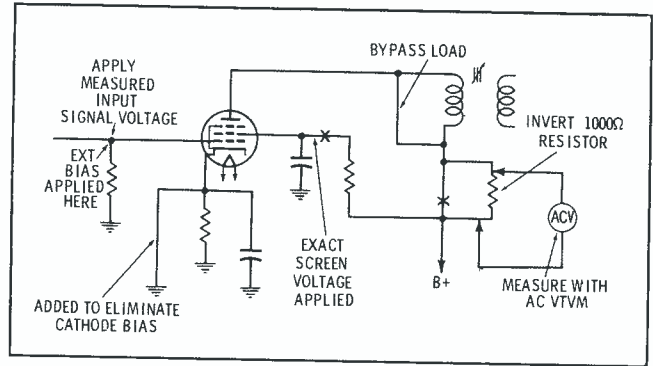 APPLY
MEASURED
INPUT
SIGNAL VOLTAGE
EXT
BIAS
APPLIED
HERE
ADDED TO ELIMINATE
CATHODE BIAS
EXACT
SCREEN
VOLTAGE
APPLIED
BYPASS LOAD
INVERT 1000Ω
RESISTOR
ACV
B+
MEASURE WITH
AC VTVM